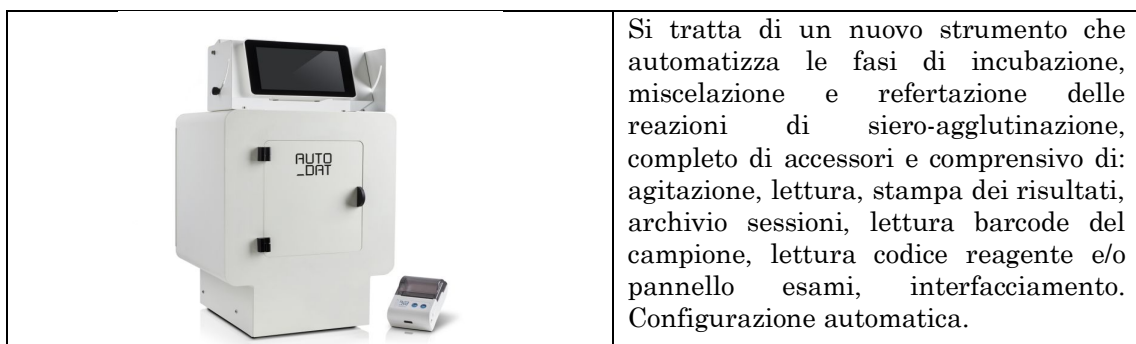 AUTO
_DAT
Si tratta di un nuovo strumento che
automatizza le fasi di incubazione,
miscelazione e refertazione delle
reazioni di siero-agglutinazione,
completo di accessori e comprensivo di:
agitazione, lettura, stampa dei risultati,
archivio sessioni, lettura barcode del
campione, lettura codice reagente e/o
pannello esami, interfacciamento.
Configurazione automatica.